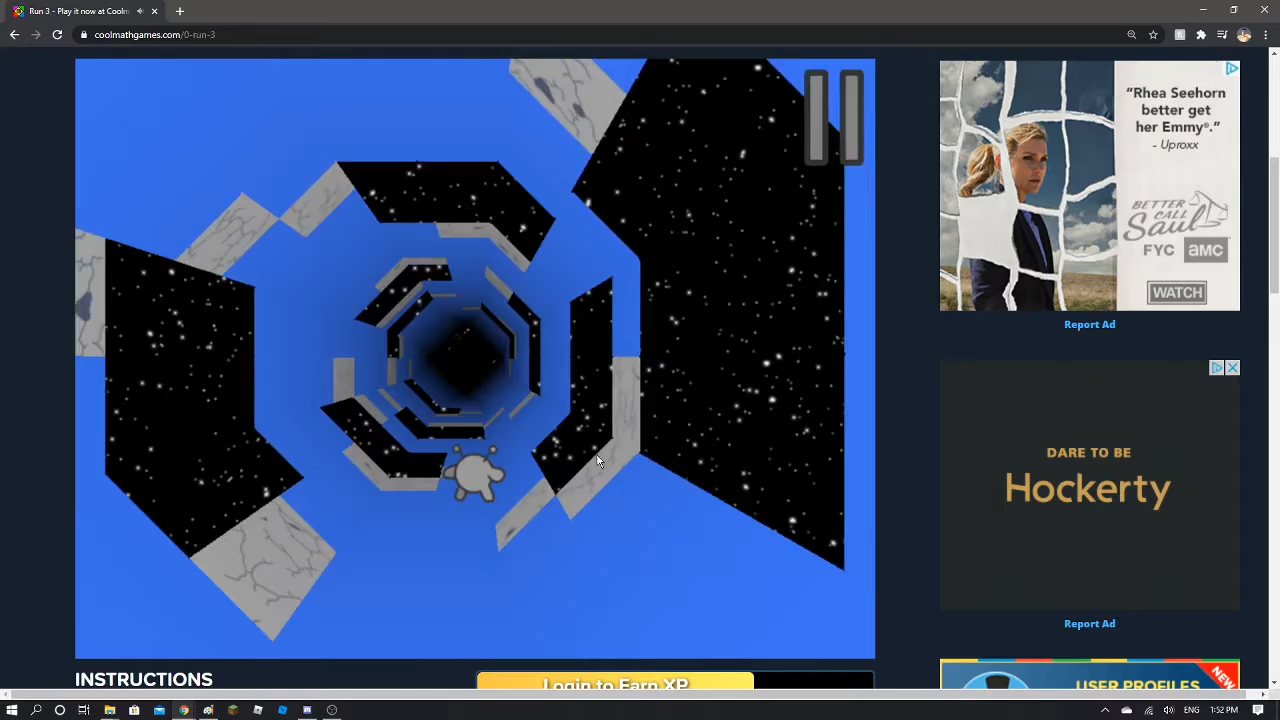 Run 3 - Play it now at Coolm
coolmathgames.com/0-run-3
“Rhea Seehorn
better get
her Emmy®.”
- Uproxx
BETTER
CALL
Saul
FYC amc
WATCH
Report Ad
DARE TO BE
Hockerty
Report Ad
INSTRUCTIONS
Login to Earn XP
NEW
USER PROFILES
ENG
1:52 PM